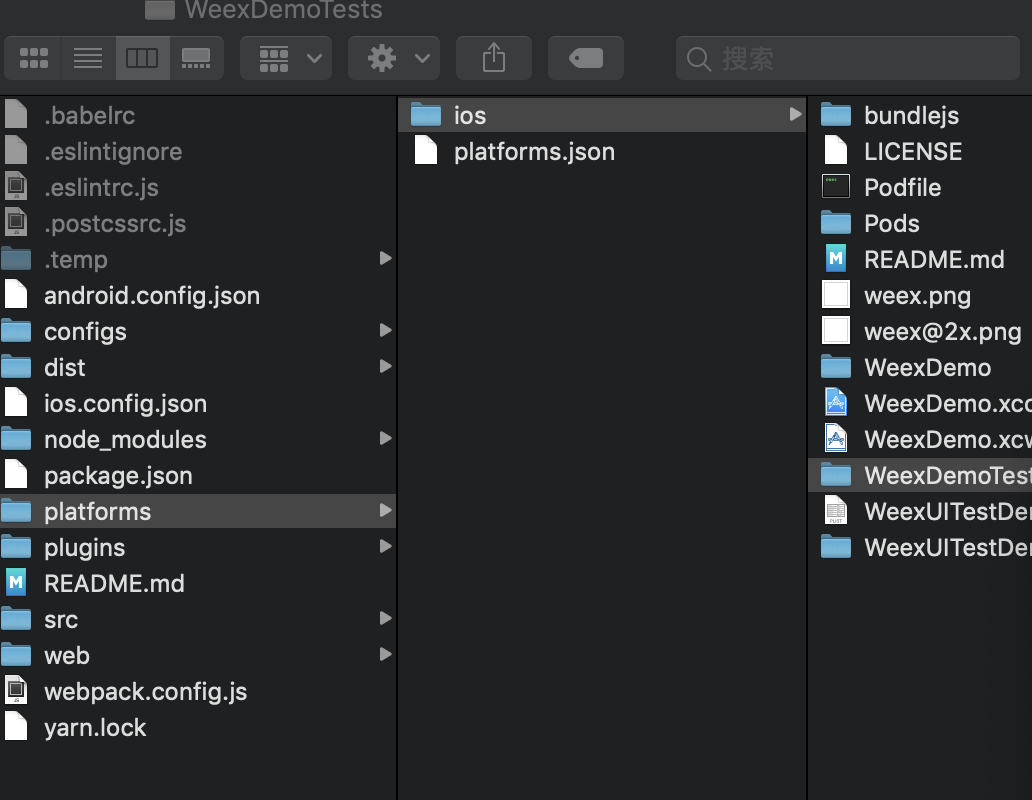 WeexDemoTests
搜索
.babelrc
.eslintignore
.eslintrc.js
.postcssrc.js
.temp
android.config.json
configs
dist
ios.config.json
node_modules
package.json
platforms
plugins
README.md
src
web
webpack.config.js
yarn.lock
ios
platforms.json
bundlejs
LICENSE
Podfile
Pods
README.md
weex.png
weex@2x.png
WeexDemo
WeexDemo.xco
WeexDemo.xcw
WeexDemoTest
WeexUITestDe
WeexUITestDe